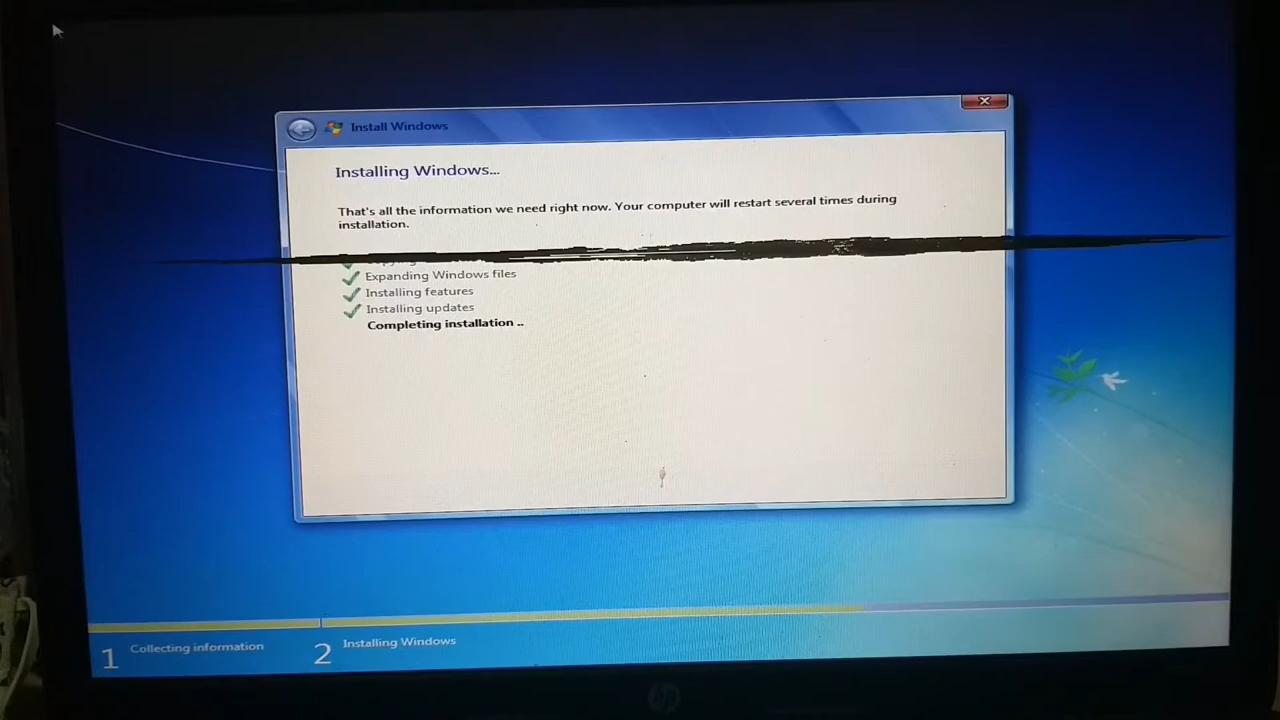 Install Windows
Installing Windows...
That's all the information we need right now. Your computer will restart several times during
installation.
Expanding Windows files
Installing features
Installing updates
Completing installation ..
1 Collecting information
2 Installing Windows
hp